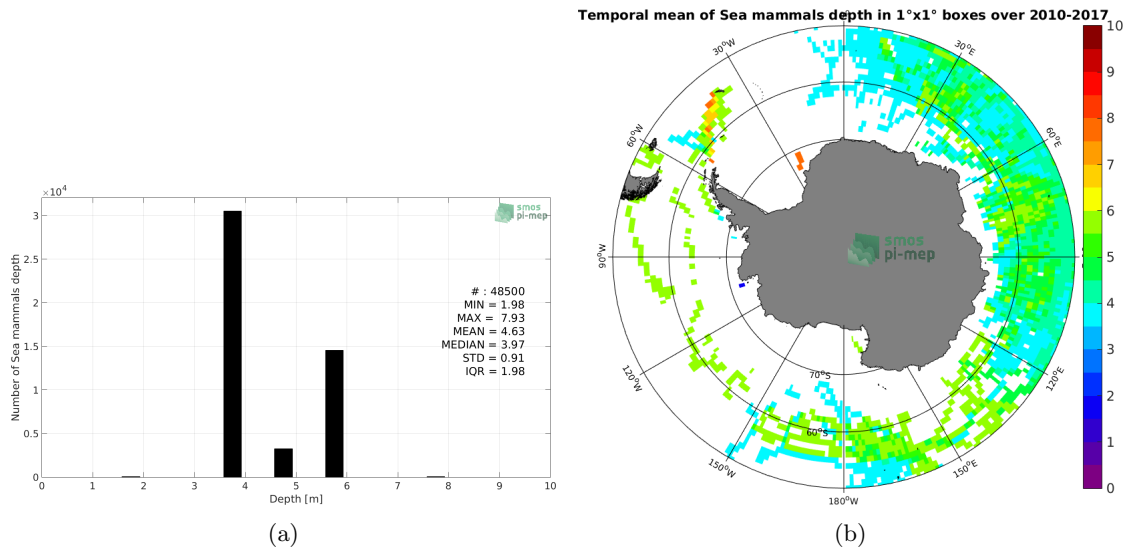 Temporal mean of Sea mammals depth in 1°x1° boxes over 2010-2017
×10⁴
3
2.5
2
1.5
1
0.5
0
Number of Sea mammals depth
smos
pi-mep
# : 48500
MIN = 1.98
MAX = 7.93
MEAN = 4.63
MEDIAN = 3.97
STD = 0.91
IQR = 1.98
0 1 2 3 4 5 6 7 8 9 10
Depth [m]
(a)
30°W
30°E
60°W
60°E
90°W
120°W
120°E
150°W
150°E
180°W
70°S
60°S
smos
pi-mep
10
9
8
7
6
5
4
3
2
1
0
(b)